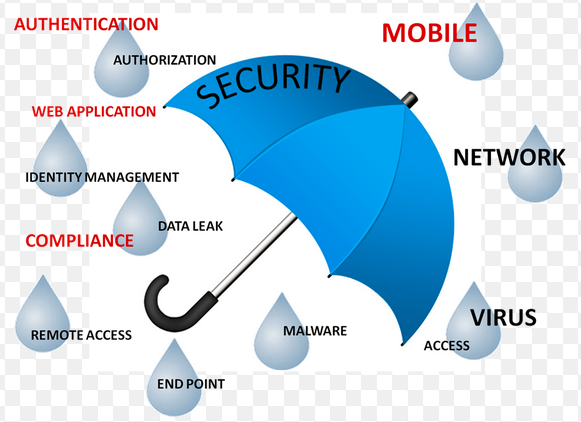 AUTHENTICATION
MOBILE
AUTHORIZATION
SECURITY
WEB APPLICATION
NETWORK
IDENTITY MANAGEMENT
DATA LEAK
COMPLIANCE
VIRUS
REMOTE ACCESS
MALWARE
ACCESS
END POINT